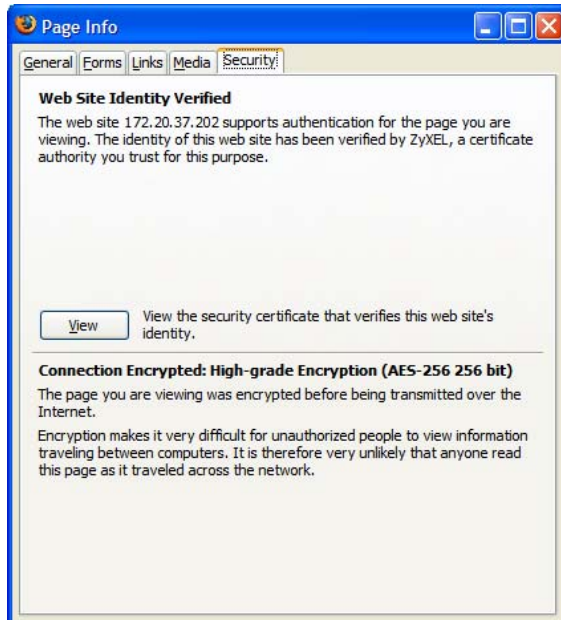 Page Info
General Forms Links Media Security
Web Site Identity Verified
The web site 172.20.37.202 supports authentication for the page you are
viewing. The identity of this web site has been verified by ZyXEL, a certificate
authority you trust for this purpose.
View
View the security certificate that verifies this web site's
identity.
Connection Encrypted: High-grade Encryption (AES-256 256 bit)
The page you are viewing was encrypted before being transmitted over the
Internet.
Encryption makes it very difficult for unauthorized people to view information
traveling between computers. It is therefore very unlikely that anyone read
this page as it traveled across the network.